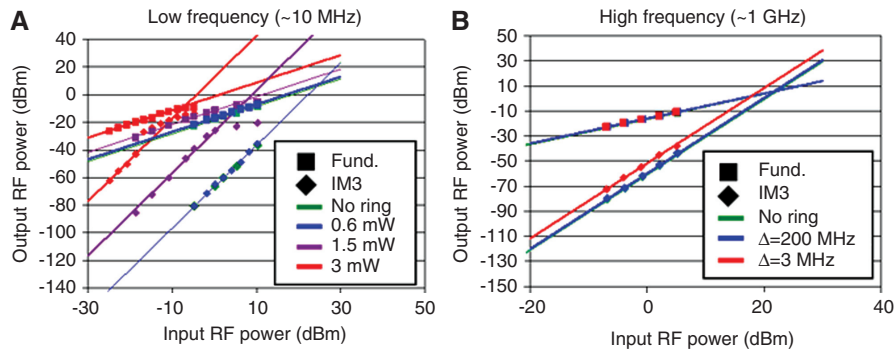 A
Low frequency (~10 MHz)
Output RF power (dBm)
40
20
0
-20
-40
-60
-80
-100
-120
-140
-30
-10
10
30
50
Input RF power (dBm)
Fund.
IM3
No ring
0.6 mW
1.5 mW
3 mW
B
High frequency (~1 GHz)
Output RF power (dBm)
50
30
10
-10
-30
-50
-70
-90
-110
-130
-150
-20
0
20
40
Input RF power (dBm)
Fund.
IM3
No ring
Δ=200 MHz
Δ=3 MHz